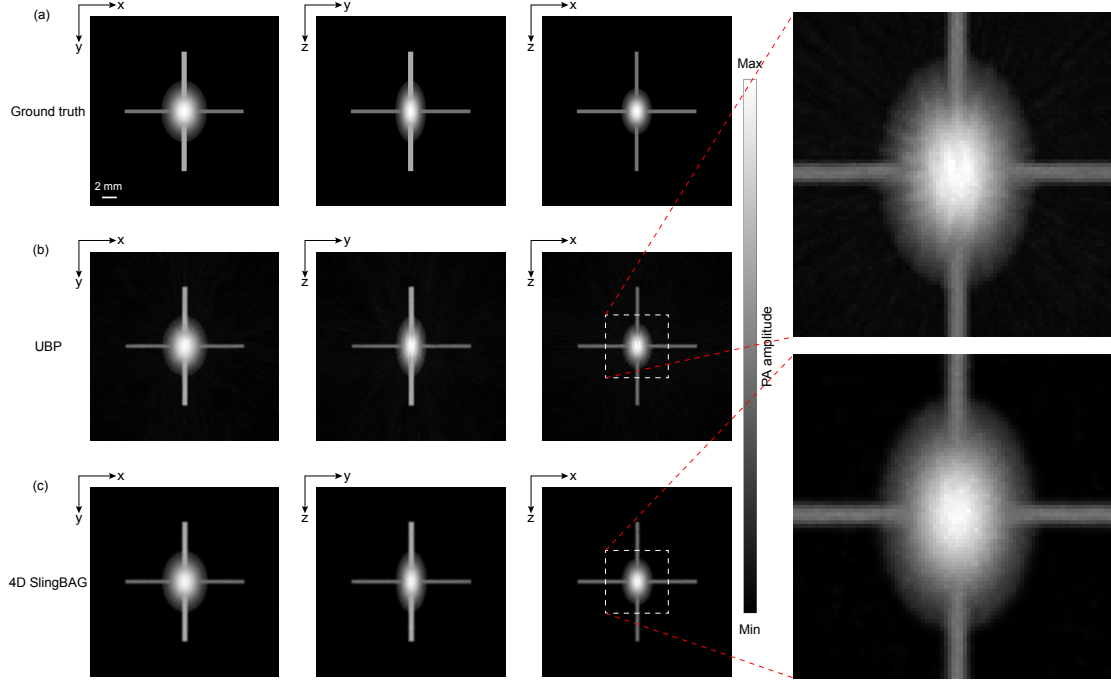 (a)
x
y
y
z
x
z
Max
Ground truth
2 mm
(b)
x
y
y
z
x
z
UBP
PA amplitude
(c)
x
y
y
z
x
z
4D SlingBAG
Min